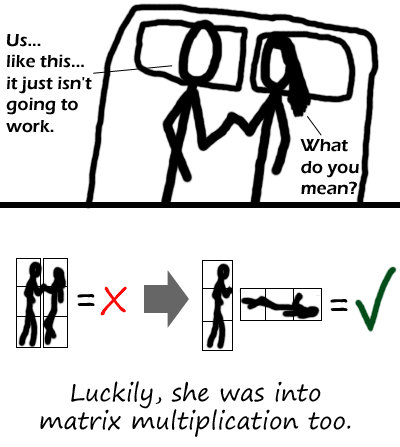 Us...
like this...
it just isn't
going to
work.
What
do you
mean?
= X
=
Luckily, she was into
matrix multiplication too.